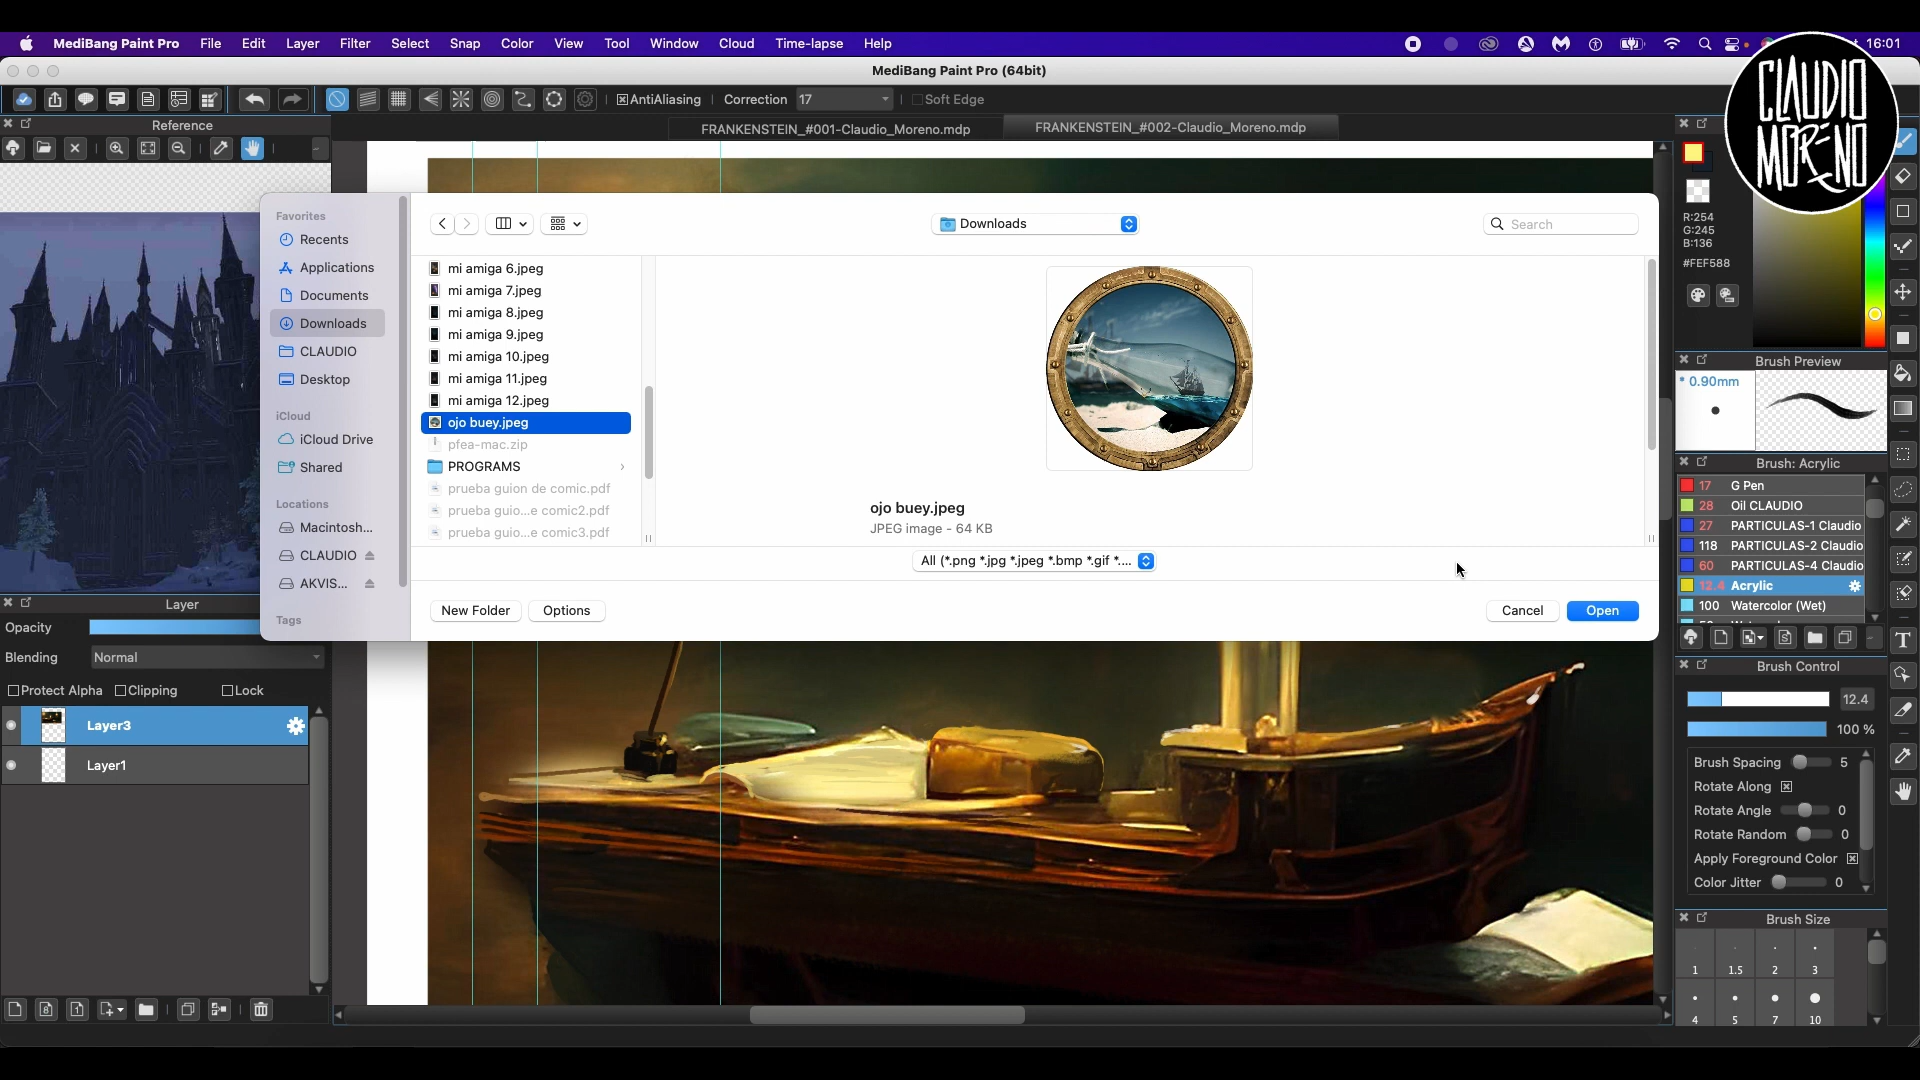 MediBang Paint Pro File Edit Layer Filter Select Snap Color View Tool Window Cloud Time-lapse Help 16:01
MediBang Paint Pro (64bit)
CLAUDIO
MORENO
AntiAliasing Correction 17 Soft Edge
Reference
FRANKENSTEIN_#001-Claudio_Moreno.mdp FRANKENSTEIN_#002-Claudio_Moreno.mdp
Favorites
Recents
Applications
Documents
Downloads
CLAUDIO
Desktop
iCloud
iCloud Drive
Shared
Locations
Macintosh...
CLAUDIO
AKVIS...
Tags
Downloads
Search
mi amiga 6.jpeg
mi amiga 7.jpeg
mi amiga 8.jpeg
mi amiga 9.jpeg
mi amiga 10.jpeg
mi amiga 11.jpeg
mi amiga 12.jpeg
ojo buey.jpeg
pfea-mac.zip
PROGRAMS
prueba guion de comic.pdf
prueba guio...e comic2.pdf
prueba guio...e comic3.pdf
ojo buey.jpeg
JPEG image - 64 KB
All (*.png *.jpg *.jpeg *.bmp *.gif *....
New Folder Options Cancel Open
R:254
G:245
B:136
#FEF588
Brush Preview
* 0.90mm
Brush: Acrylic
17 G Pen
28 Oil CLAUDIO
27 PARTICULAS-1 Claudio
118 PARTICULAS-2 Claudio
60 PARTICULAS-4 Claudio
12.4 Acrylic
100 Watercolor (Wet)
Brush Control
12.4
100 %
Brush Spacing 5
Rotate Along
Rotate Angle 0
Rotate Random 0
Apply Foreground Color
Color Jitter 0
Brush Size
1 1.5 2 3
4 5 7 10
Layer
Opacity
Blending Normal
Protect Alpha Clipping Lock
Layer3
Layer1